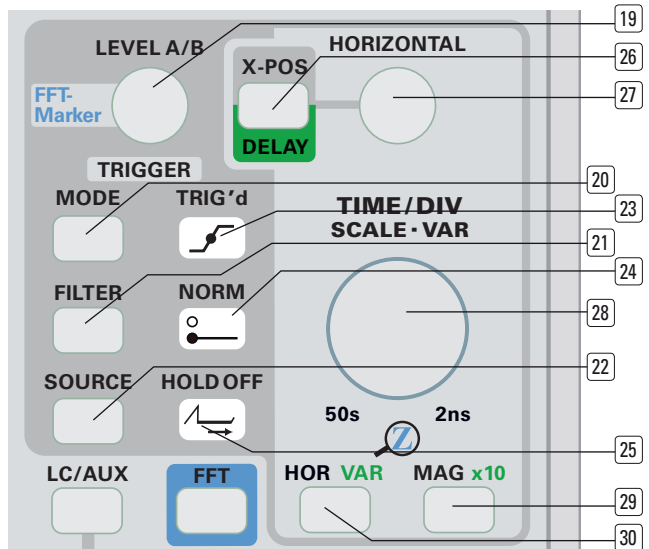 19
LEVEL A/B
HORIZONTAL
X-POS
26
FFT-
Marker
27
DELAY
TRIGGER
20
MODE
TRIG'd
TIME/DIV
23
SCALE · VAR
21
FILTER
NORM
24
28
SOURCE
HOLD OFF
22
50s
2ns
Z
25
LC/AUX
FFT
HOR VAR
MAG x10
29
30